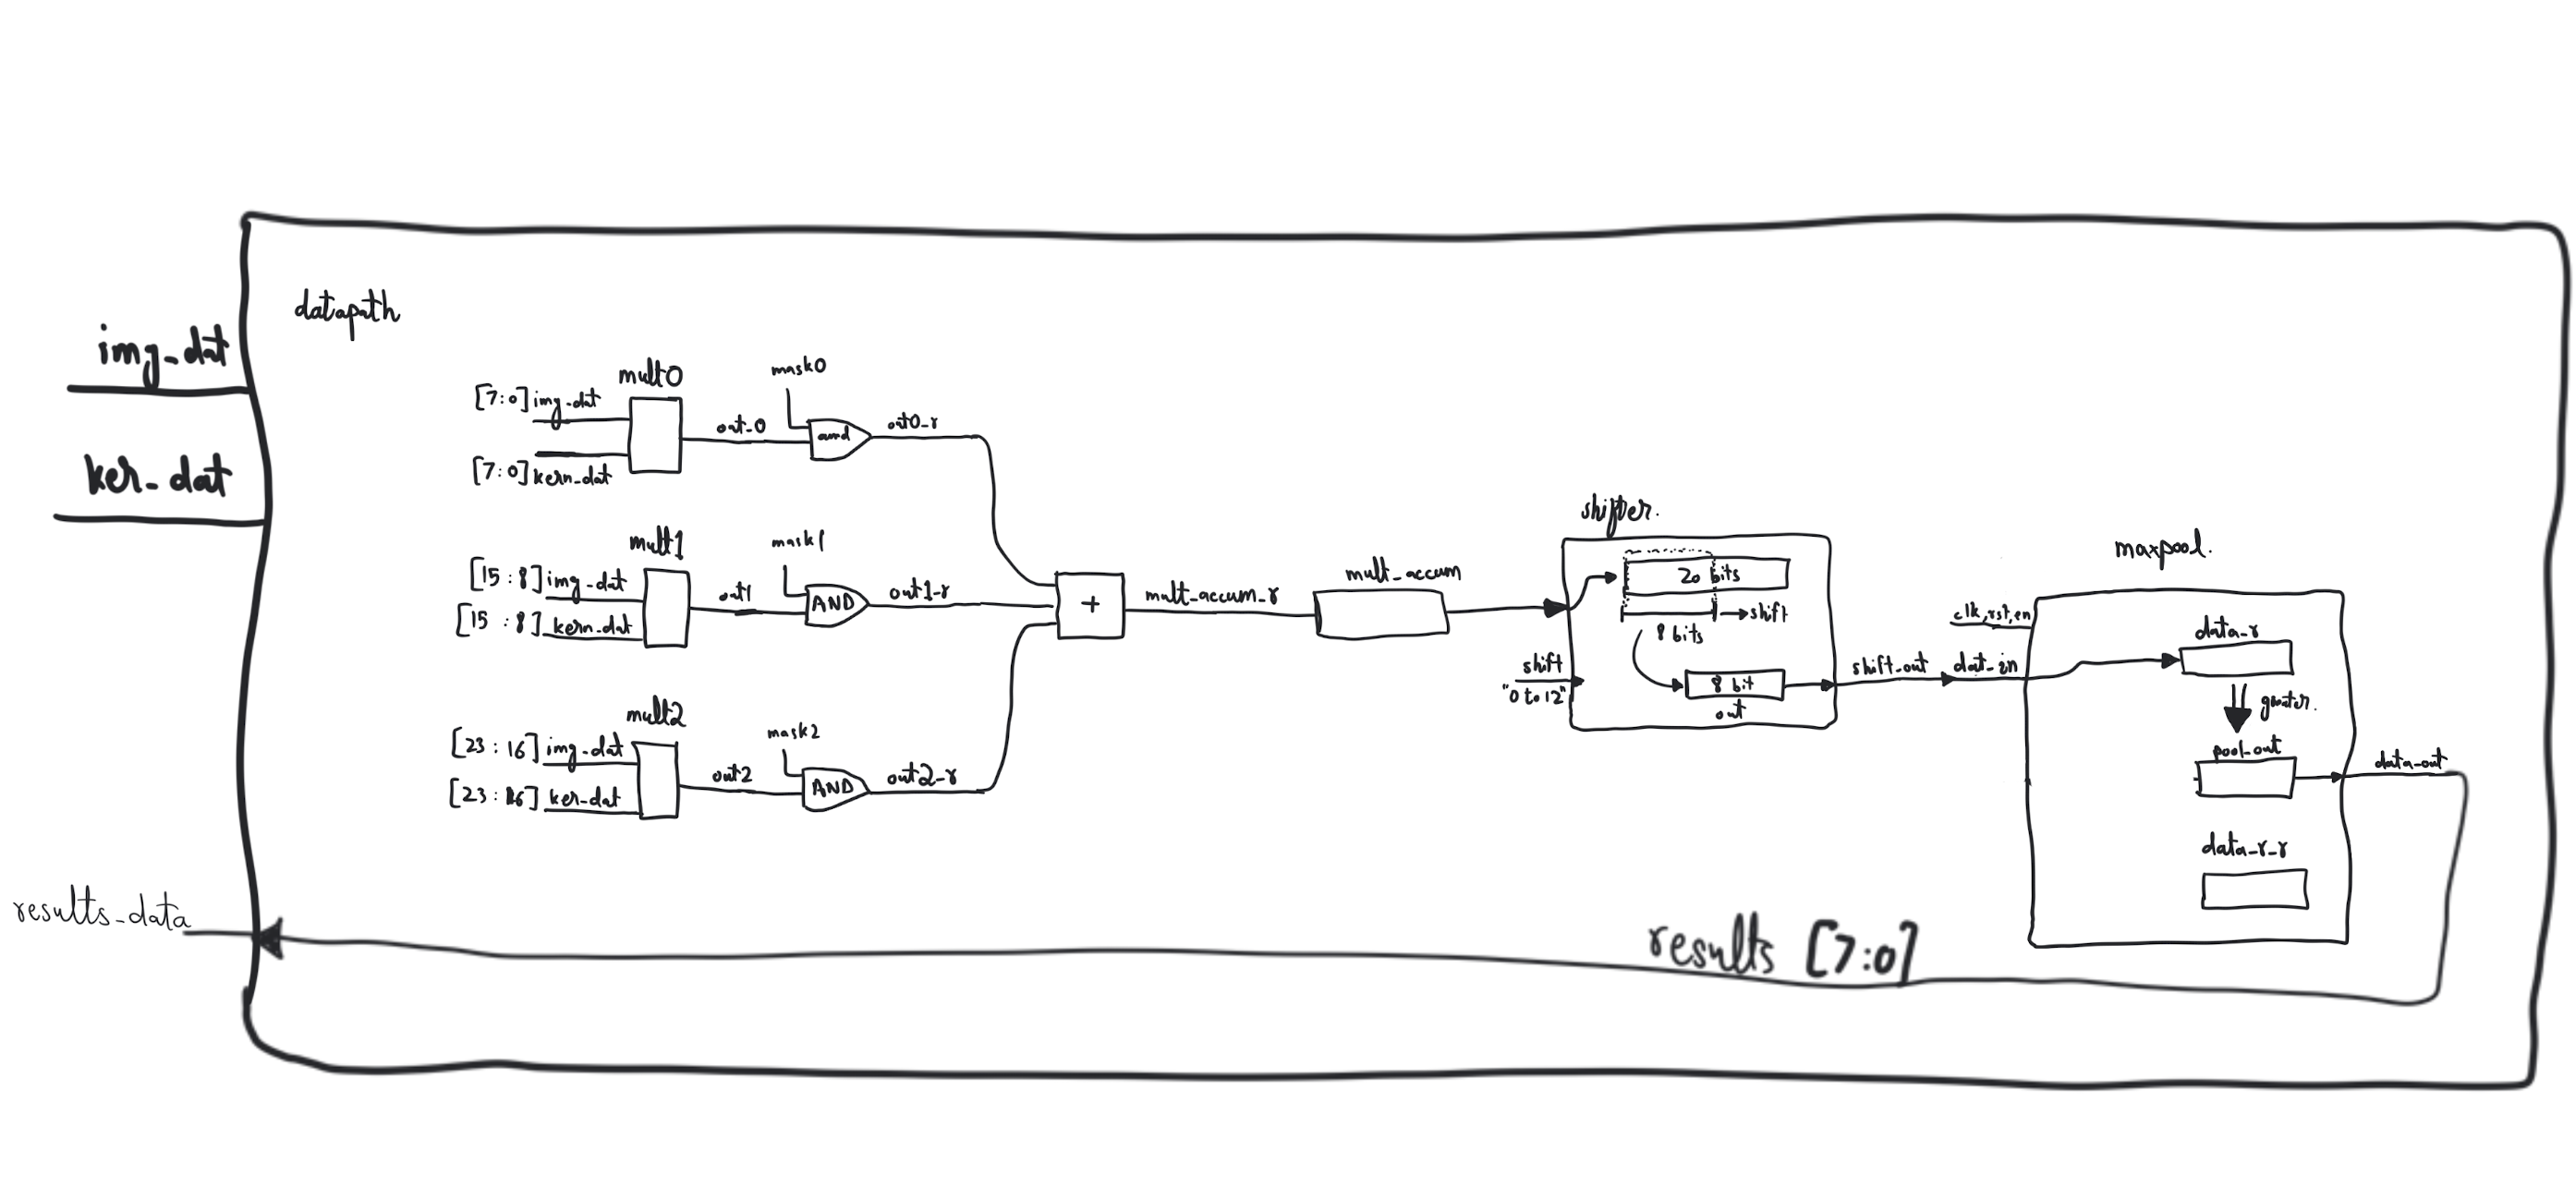 img_dat
ker_dat
results_data
datapath
mult0
[7:0] img_dat
[7:0] kern_dat
out_0
mask0
and
out0_r
mult1
[15:8] img_dat
[15:8] kern_dat
out1
mask1
AND
out1_r
mult2
[23:16] img_dat
[23:16] ker_dat
out2
mask2
AND
out2_r
+
mult_accum_r
mult_accum
shifter.
20 bits
→shift
8 bits
shift
"0 to 12"
8 bit
out
shift_out
dat_in
maxpool.
clk,rst,en
data_r
greater.
pool_out
data_r_r
data_out
results [7:0]